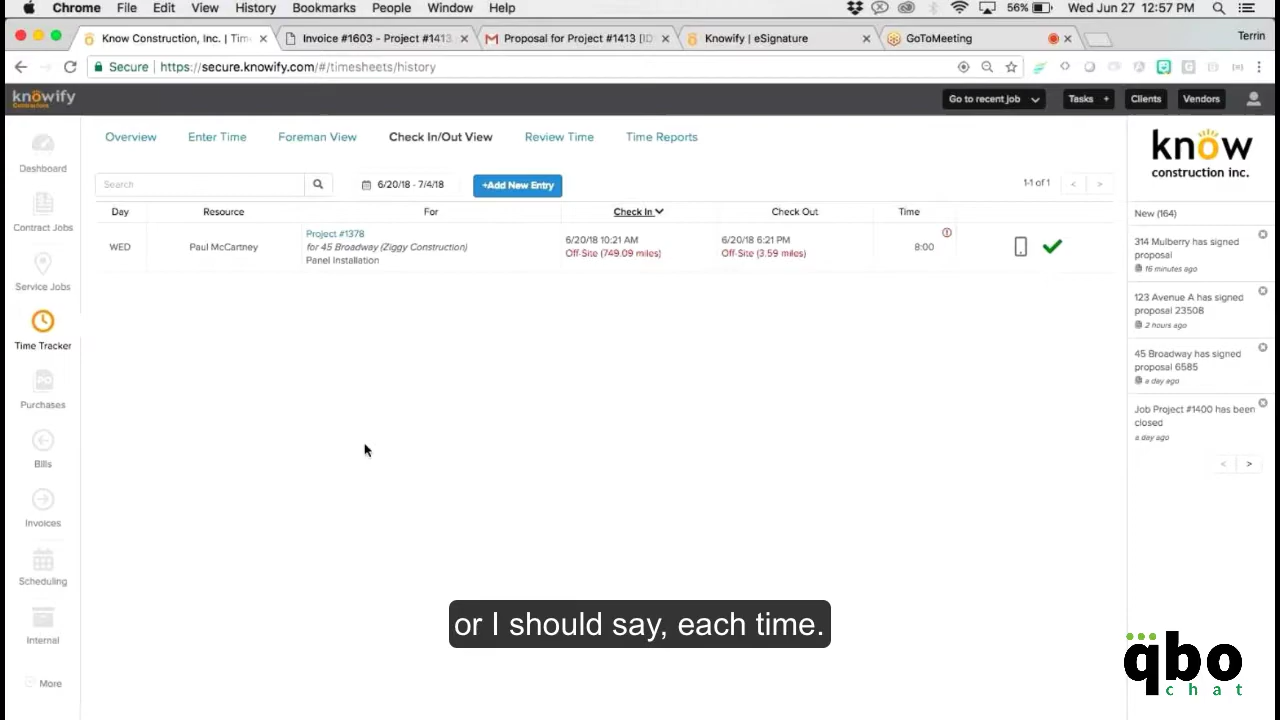 Chrome File Edit View History Bookmarks People Window Help 56% Wed Jun 27 12:57 PM
Know Construction, Inc. | Tim
Invoice #1603 - Project #1413
Proposal for Project #1413 [ID
Knowify | eSignature
GoToMeeting
Terrin
Secure https://secure.knowify.com/#/timesheets/history
knowify
Contractors
Go to recent job
Tasks +
Clients
Vendors
Dashboard
Contract Jobs
Service Jobs
Time Tracker
Purchases
Bills
Invoices
Scheduling
Internal
More
Overview Enter Time Foreman View Check In/Out View Review Time Time Reports
Search
6/20/18 - 7/4/18
+Add New Entry
1-1 of 1 < >
Day Resource For Check In Check Out Time
WED
Paul McCartney
Project #1378
for 45 Broadway (Ziggy Construction)
Panel Installation
6/20/18 10:21 AM
Off-Site (749.09 miles)
6/20/18 6:21 PM
Off-Site (3.59 miles)
8:00
know
construction inc.
New (164)
314 Mulberry has signed
proposal
16 minutes ago
123 Avenue A has signed
proposal 23508
2 hours ago
45 Broadway has signed
proposal 6585
a day ago
Job Project #1400 has been
closed
a day ago
< >
or I should say, each time.
qbo
chat